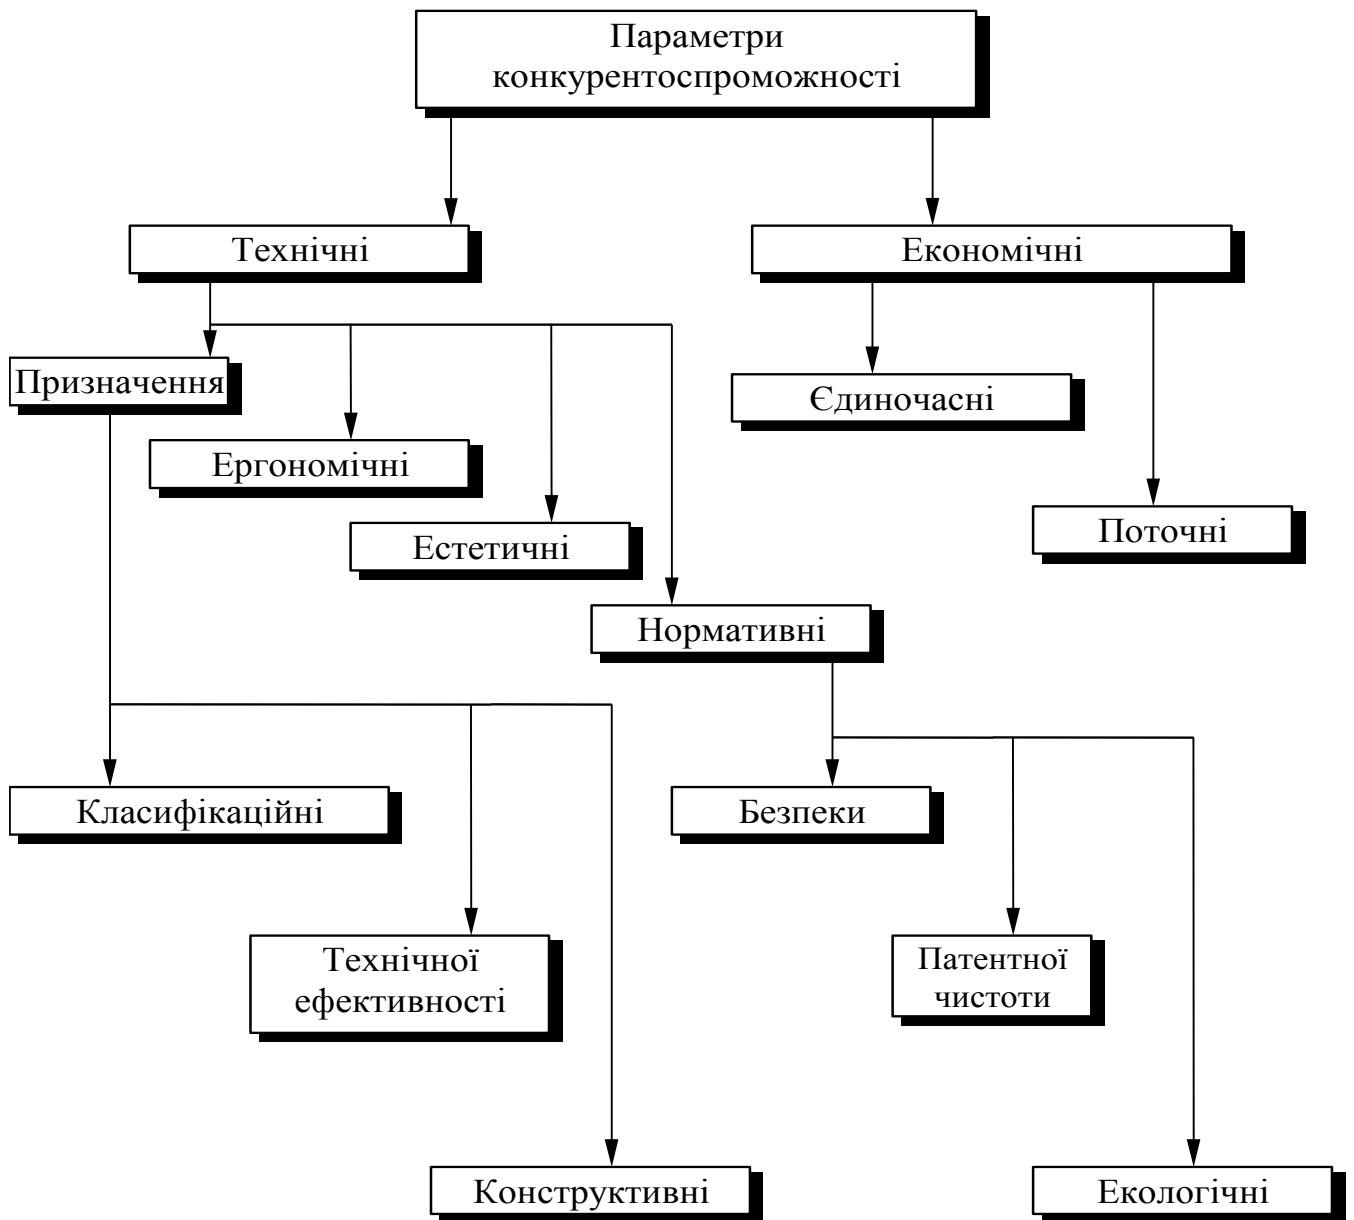 Параметри
конкурентоспроможності
Технічні
Економічні
Призначення
Єдиночасні
Ергономічні
Естетичні
Поточні
Нормативні
Класифікаційні
Безпеки
Технічної
ефективності
Патентної
чистоти
Конструктивні
Екологічні